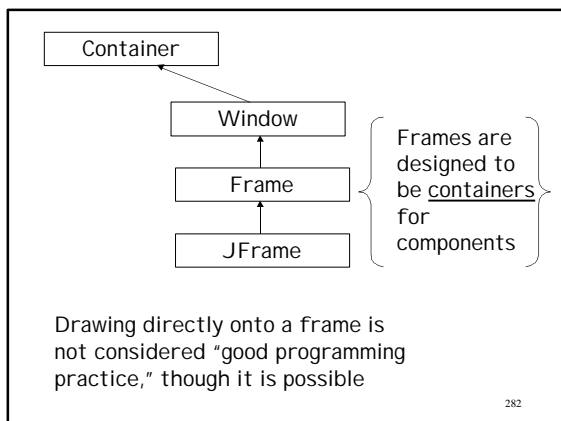 Container
Window
Frame
JFrame
Frames are
designed to
be containers
for
components
Drawing directly onto a frame is
not considered “good programming
practice,” though it is possible
282